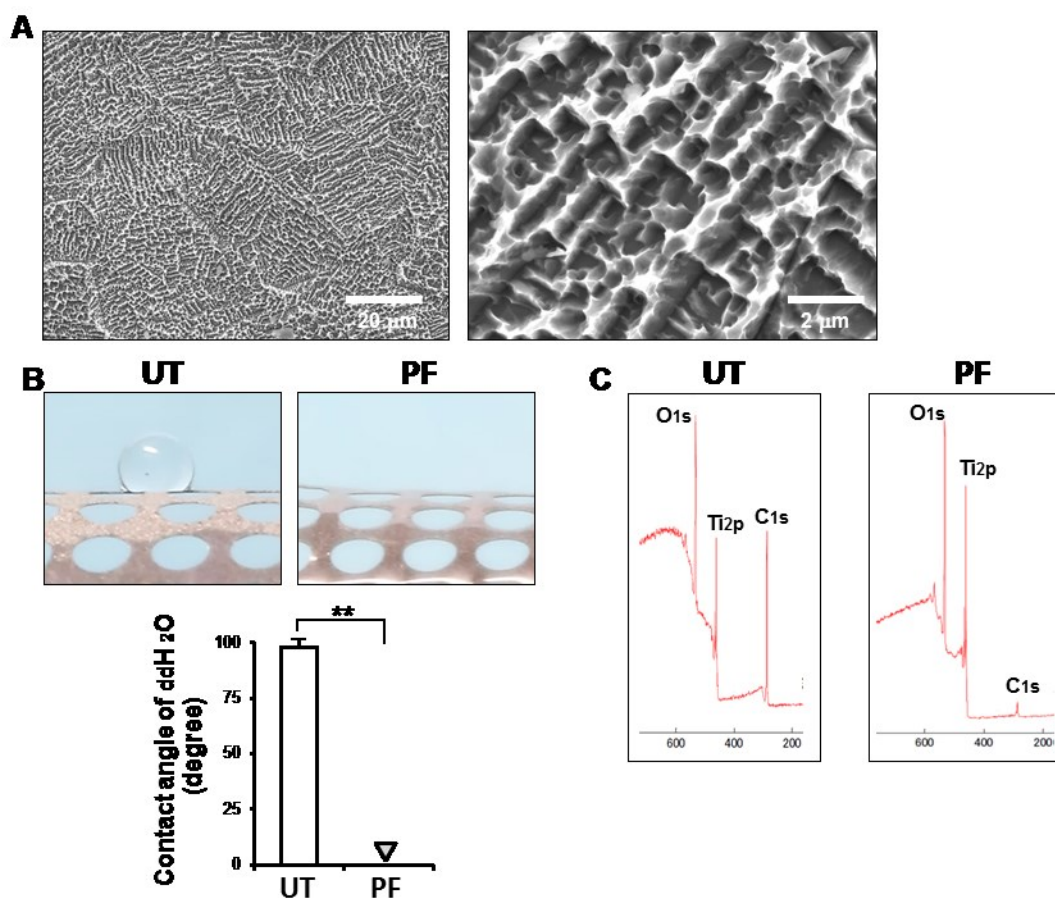 A
20 μm
2 μm
B
UT
PF
C
UT
PF
O1s
Ti2p
C1s
600
400
200
O1s
Ti2p
C1s
600
400
2000
Contact angle of ddH2O
(degree)
100
75
50
25
0
**
UT
PF